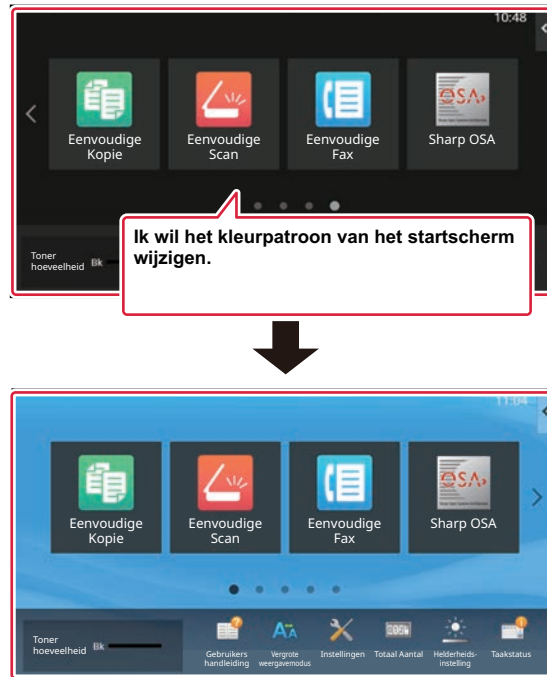 10:48
Eenvoudige
Kopie
Eenvoudige
Scan
Eenvoudige
Fax
Sharp OSA
OSA
Ik wil het kleurpatroon van het startscherm
wijzigen.
Toner
hoeveelheid
Bk
11:04
Eenvoudige
Kopie
Eenvoudige
Scan
Eenvoudige
Fax
Sharp OSA
OSA
Toner
hoeveelheid
Bk
Gebruikers
handleiding
Vergrote
weergavemodus
Instellingen
Totaal Aantal
Helderheids-
instelling
Taakstatus